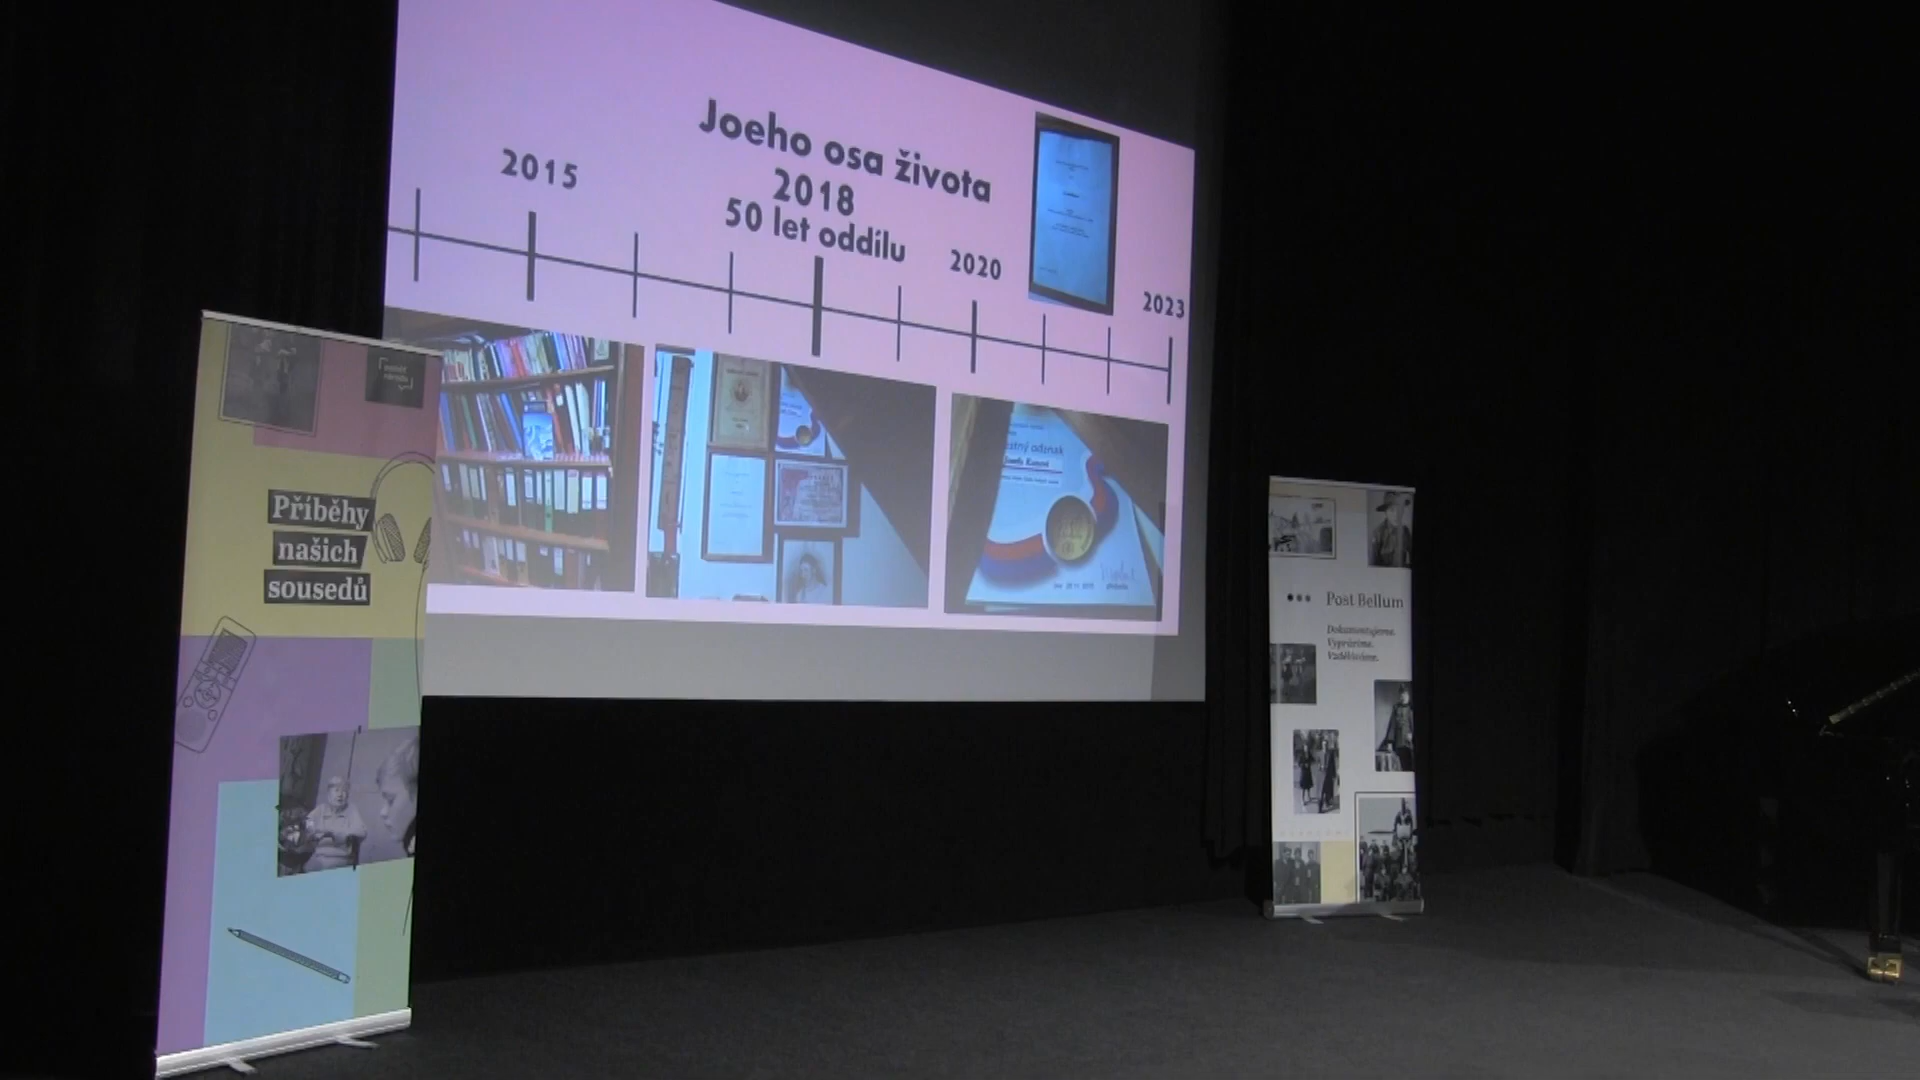 Joeho osa života
2015
2018
50 let oddílu
2020
2023
Příběhy
našich
sousedů
Post Bellum
Dokumentujeme.
Vyprávíme.
Vzděláváme.